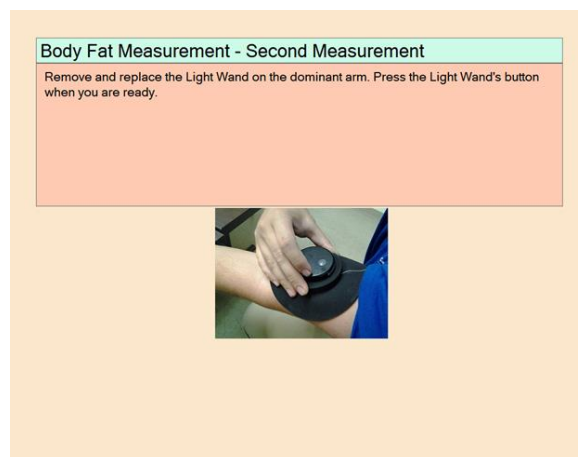 Body Fat Measurement - Second Measurement
Remove and replace the Light Wand on the dominant arm. Press the Light Wand's button
when you are ready.